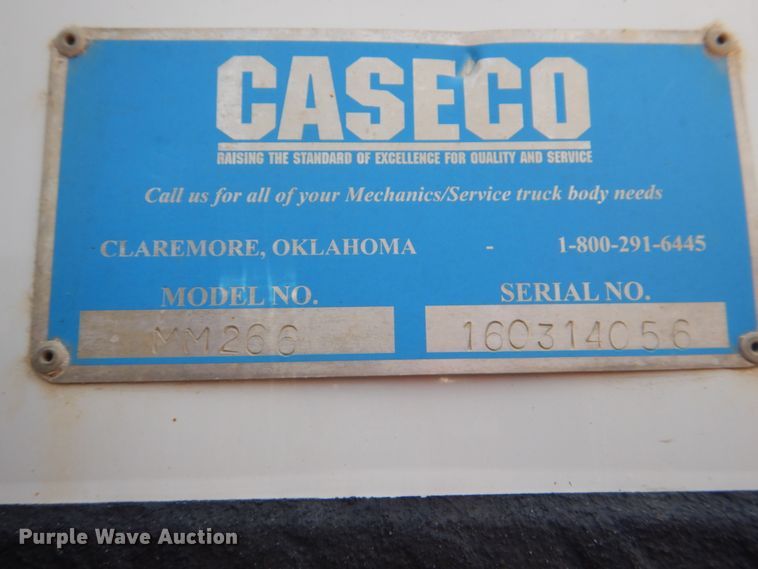 CASECO
RAISING THE STANDARD OF EXCELLENCE FOR QUALITY AND SERVICE
Call us for all of your Mechanics/Service truck body needs
CLAREMORE, OKLAHOMA - 1-800-291-6445
MODEL NO. SERIAL NO.
MM266 160314056
Purple Wave Auction